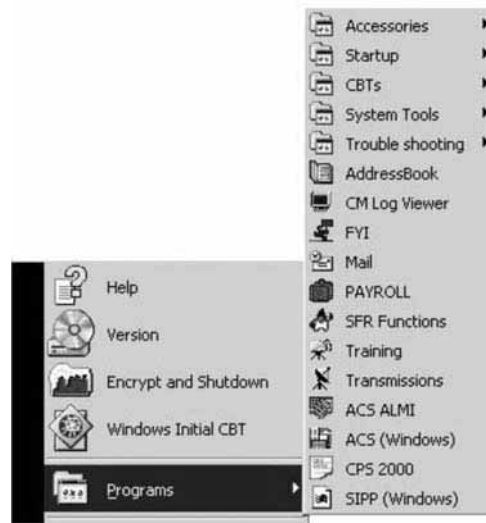 Accessories
Startup
CBTs
System Tools
Trouble shooting
AddressBook
CM Log Viewer
FYI
Mail
PAYROLL
SFR Functions
Training
Transmissions
ACS ALMI
ACS (Windows)
CPS 2000
SIPP (Windows)
Help
Version
Encrypt and Shutdown
Windows Initial CBT
Programs